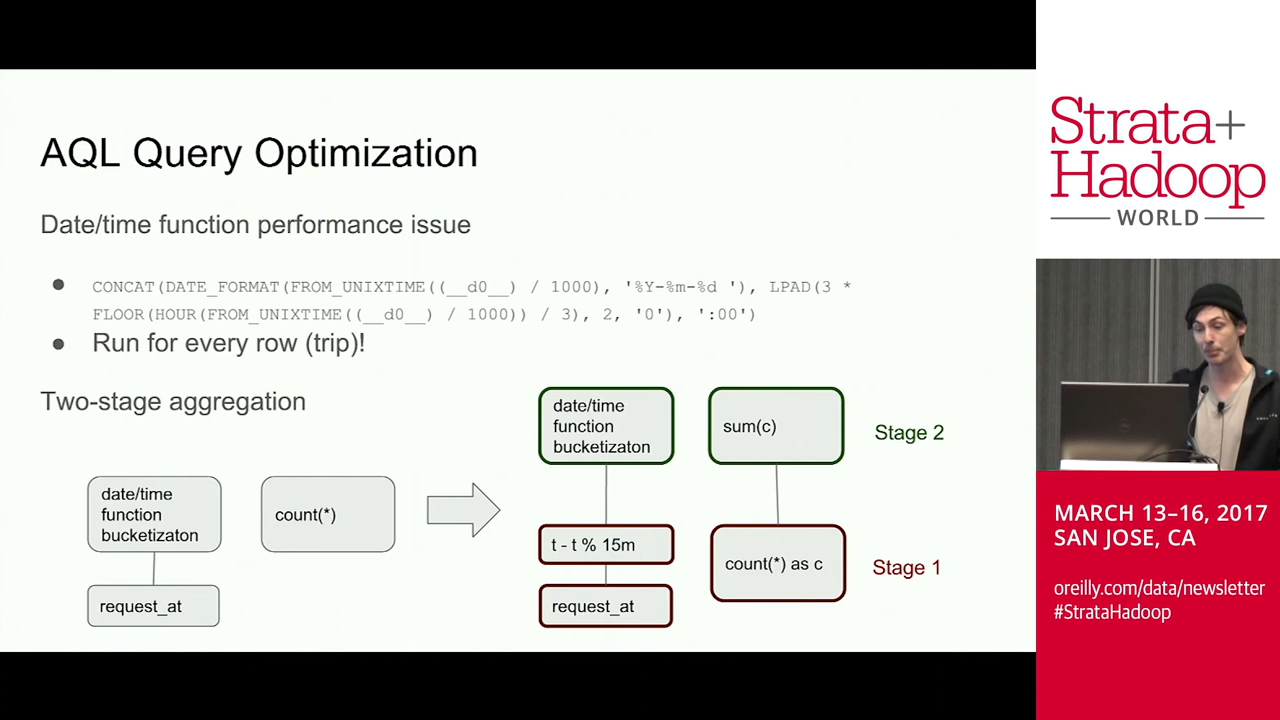 AQL Query Optimization
Date/time function performance issue
● CONCAT(DATE_FORMAT(FROM_UNIXTIME((__d0__) / 1000), '%Y-%m-%d '), LPAD(3 *
FLOOR(HOUR(FROM_UNIXTIME((__d0__) / 1000)) / 3), 2, '0'), ':00')
● Run for every row (trip)!
Two-stage aggregation
date/time
function
bucketizaton
count(*)
request_at
date/time
function
bucketizaton
sum(c)
Stage 2
t - t % 15m
count(*) as c
Stage 1
request_at
Strata+
Hadoop
WORLD
MARCH 13–16, 2017
SAN JOSE, CA
oreilly.com/data/newsletter
#StrataHadoop